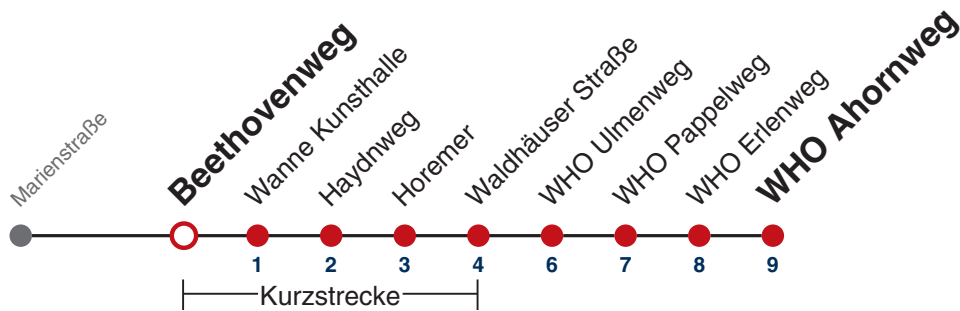 Marienstraße
Beethovenweg
Wanne Kunsthalle
Haydnweg
Horemer
Waldhäuser Straße
WHO Ulmenweg
WHO Pappelweg
WHO Erlenweg
WHO Ahornweg
1 2 3 4 6 7 8 9
Kurzstrecke